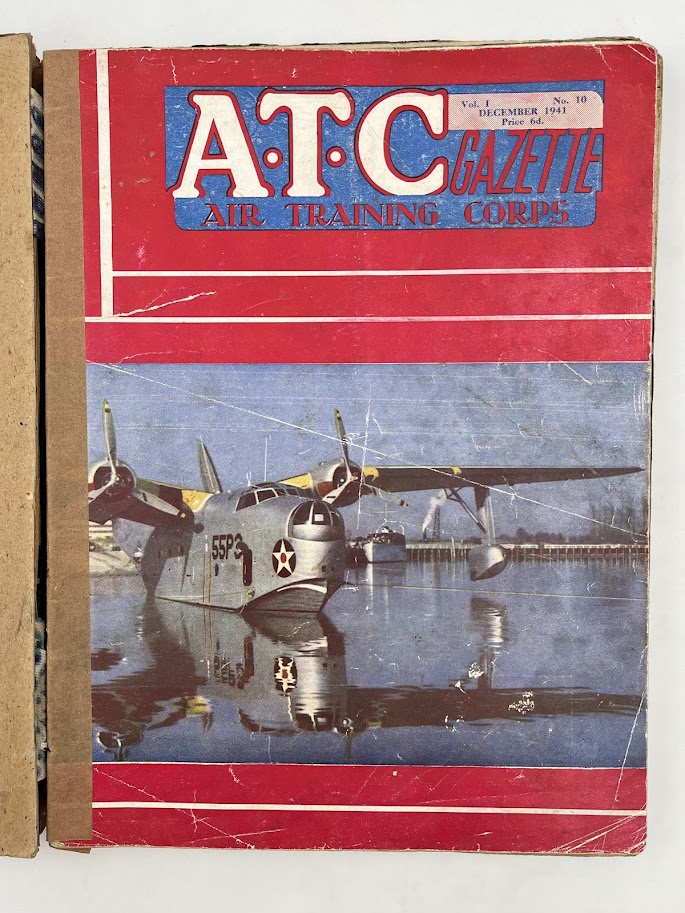 Vol. I No. 10
DECEMBER 1941
Price 6d.
A·T·C
GAZETTE
AIR TRAINING CORPS
55P3